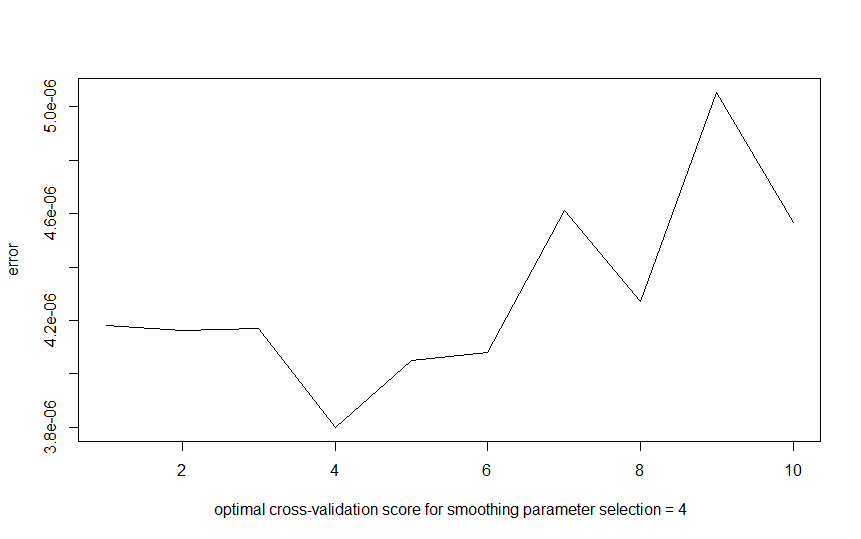 5.0e-06
4.6e-06
4.2e-06
3.8e-06
error
2 4 6 8 10
optimal cross-validation score for smoothing parameter selection = 4